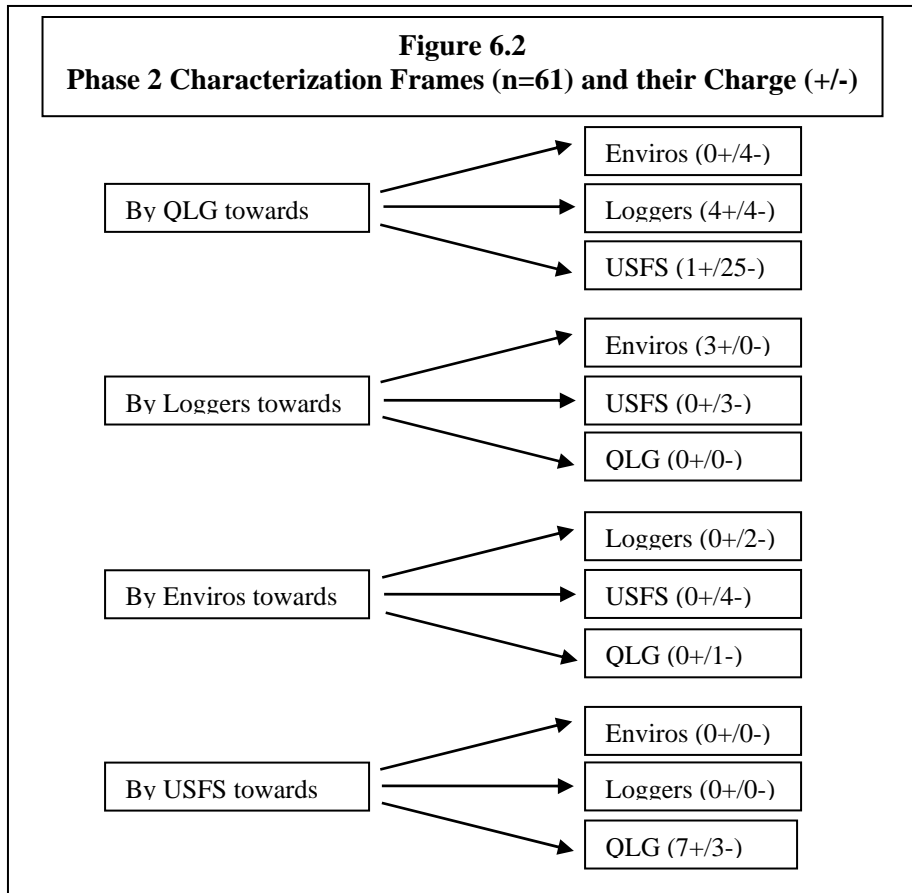 Figure 6.2
Phase 2 Characterization Frames (n=61) and their Charge (+/-)
By QLG towards
Enviros (0+/4-)
Loggers (4+/4-)
USFS (1+/25-)
By Loggers towards
Enviros (3+/0-)
USFS (0+/3-)
QLG (0+/0-)
By Enviros towards
Loggers (0+/2-)
USFS (0+/4-)
QLG (0+/1-)
By USFS towards
Enviros (0+/0-)
Loggers (0+/0-)
QLG (7+/3-)